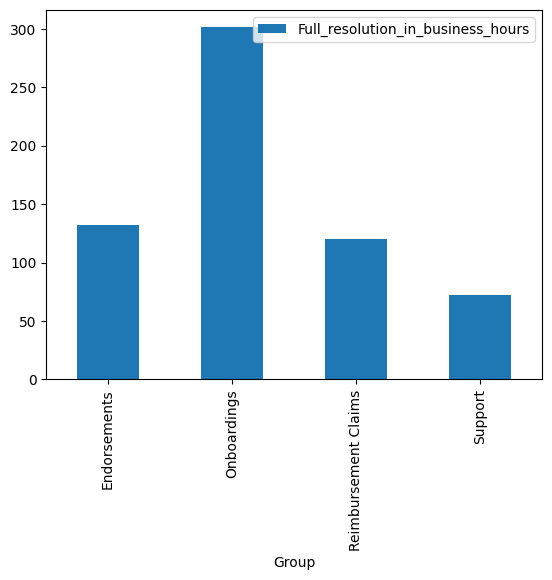 Full_resolution_in_business_hours
300
250
200
150
100
50
0
Endorsements
Onboardings
Reimbursement Claims
Support
Group